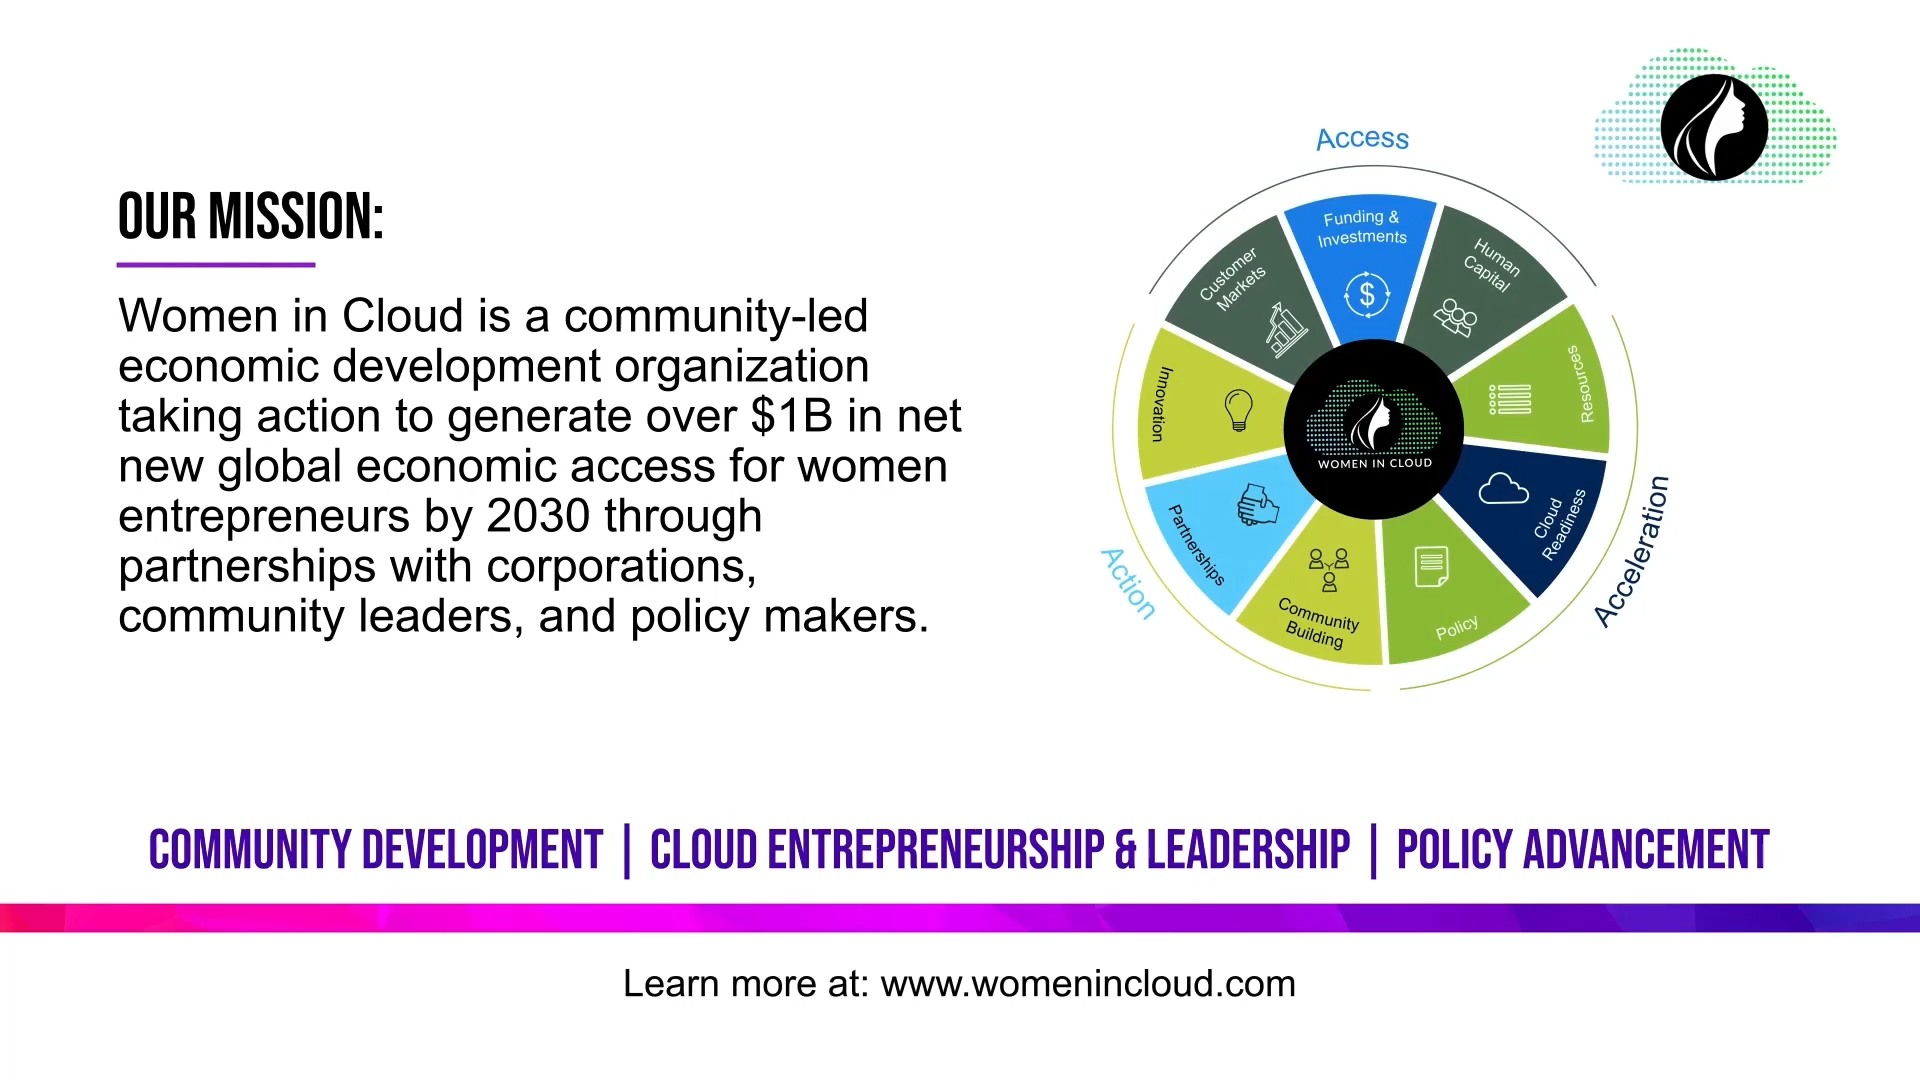 OUR MISSION:
Women in Cloud is a community-led
economic development organization
taking action to generate over $1B in net
new global economic access for women
entrepreneurs by 2030 through
partnerships with corporations,
community leaders, and policy makers.
Access
Funding &
Investments
Human
Capital
Resources
Cloud
Readiness
Acceleration
Policy
Community
Building
Partnerships
Action
Innovation
Customer
Markets
$
WOMEN IN CLOUD
COMMUNITY DEVELOPMENT | CLOUD ENTREPRENEURSHIP & LEADERSHIP | POLICY ADVANCEMENT
Learn more at: www.womenincloud.com